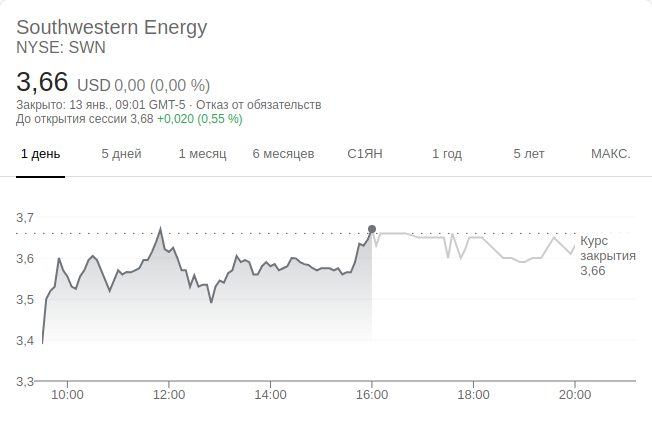 Southwestern Energy
NYSE: SWN
3,66 USD 0,00 (0,00 %)
Закрыто: 13 янв., 09:01 GMT-5 · Отказ от обязательств
До открытия сессии 3,68 +0,020 (0,55 %)
1 день 5 дней 1 месяц 6 месяцев С1ЯН 1 год 5 лет МАКС.
3,7
Курс
3,6
закрытия
3,66
3,5
3,4
3,3
10:00 12:00 14:00 16:00 18:00 20:00